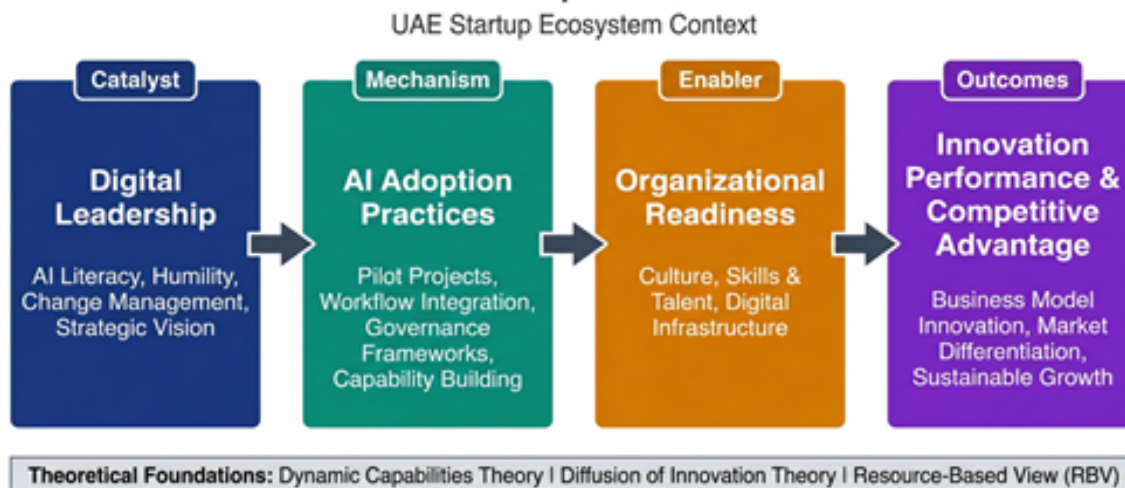 UAE Startup Ecosystem Context
Catalyst
Digital
Leadership
AI Literacy, Humility,
Change Management,
Strategic Vision
Mechanism
AI Adoption
Practices
Pilot Projects,
Workflow Integration,
Governance
Frameworks,
Capability Building
Enabler
Organizational
Readiness
Culture, Skills &
Talent, Digital
Infrastructure
Outcomes
Innovation
Performance &
Competitive
Advantage
Business Model
Innovation, Market
Differentiation,
Sustainable Growth
Theoretical Foundations: Dynamic Capabilities Theory | Diffusion of Innovation Theory | Resource-Based View (RBV)